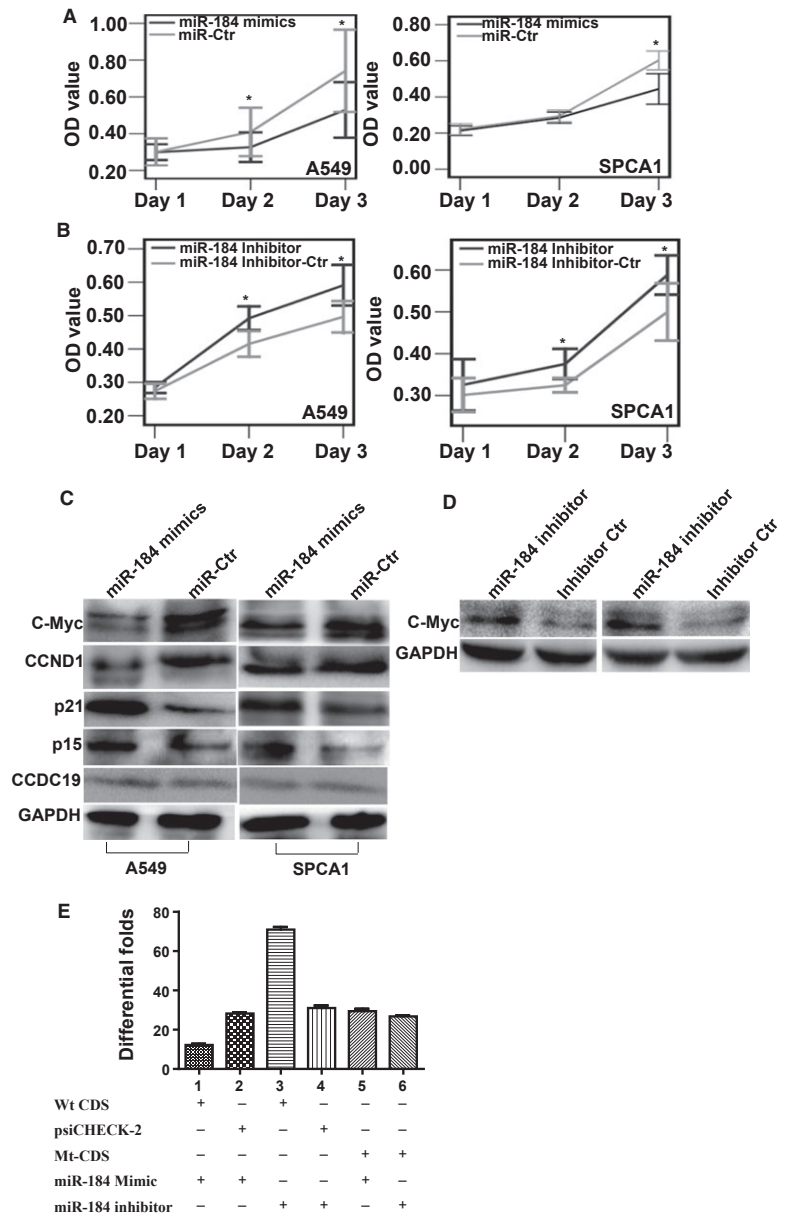 A
1.00
0.80
0.60
0.40
0.20
OD value
miR-184 mimics
miR-Ctr
*
*
A549
Day 1 Day 2 Day 3
0.80
0.60
0.40
0.20
0.00
OD value
miR-184 mimics
miR-Ctr
*
SPCA1
Day 1 Day 2 Day 3
B
0.70
0.60
0.50
0.40
0.30
0.20
OD value
miR-184 Inhibitor
miR-184 Inhibitor-Ctr
*
*
A549
Day 1 Day 2 Day 3
0.60
0.50
0.40
0.30
OD value
miR-184 Inhibitor
miR-184 Inhibitor-Ctr
*
*
SPCA1
Day 1 Day 2 Day 3
C
miR-184 mimics
miR-Ctr
miR-184 mimics
miR-Ctr
C-Myc
CCND1
p21
p15
CCDC19
GAPDH
A549
SPCA1
D
miR-184 inhibitor
Inhibitor Ctr
miR-184 inhibitor
Inhibitor Ctr
C-Myc
GAPDH
E
80
60
40
20
0
Differential folds
1 2 3 4 5 6
Wt CDS + – + – – –
psiCHECK-2 – + – + – –
Mt-CDS – – – – + +
miR-184 Mimic + + – – + –
miR-184 inhibitor – – + + – +